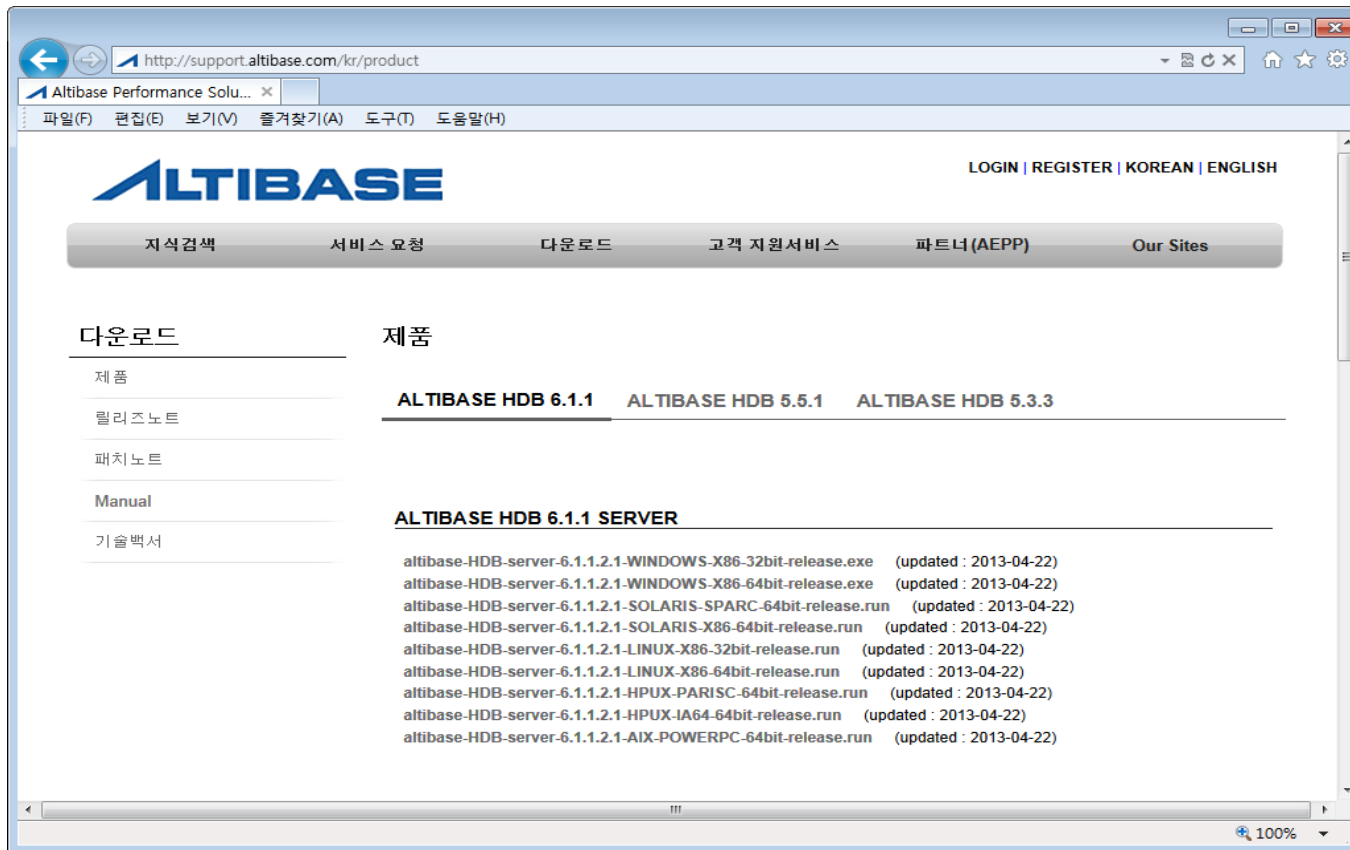 http://support.altibase.com/kr/product
Altibase Performance Solu...
파일(F) 편집(E) 보기(V) 즐겨찾기(A) 도구(T) 도움말(H)
ALTIBASE
LOGIN | REGISTER | KOREAN | ENGLISH
지식검색 서비스 요청 다운로드 고객 지원서비스 파트너(AEPP) Our Sites
다운로드
제품
릴리즈노트
패치노트
Manual
기술백서
제품
ALTIBASE HDB 6.1.1 ALTIBASE HDB 5.5.1 ALTIBASE HDB 5.3.3
ALTIBASE HDB 6.1.1 SERVER
altibase-HDB-server-6.1.1.2.1-WINDOWS-X86-32bit-release.exe (updated : 2013-04-22)
altibase-HDB-server-6.1.1.2.1-WINDOWS-X86-64bit-release.exe (updated : 2013-04-22)
altibase-HDB-server-6.1.1.2.1-SOLARIS-SPARC-64bit-release.run (updated : 2013-04-22)
altibase-HDB-server-6.1.1.2.1-SOLARIS-X86-64bit-release.run (updated : 2013-04-22)
altibase-HDB-server-6.1.1.2.1-LINUX-X86-32bit-release.run (updated : 2013-04-22)
altibase-HDB-server-6.1.1.2.1-LINUX-X86-64bit-release.run (updated : 2013-04-22)
altibase-HDB-server-6.1.1.2.1-HPUX-PARISC-64bit-release.run (updated : 2013-04-22)
altibase-HDB-server-6.1.1.2.1-HPUX-IA64-64bit-release.run (updated : 2013-04-22)
altibase-HDB-server-6.1.1.2.1-AIX-POWERPC-64bit-release.run (updated : 2013-04-22)
100%